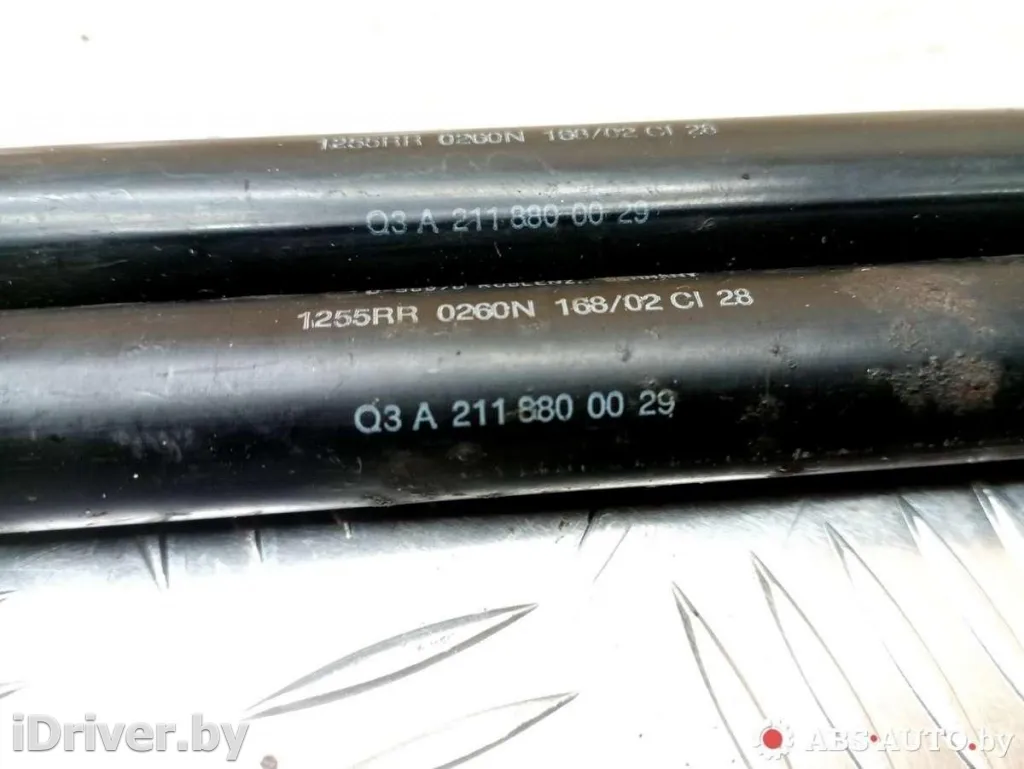 1255RR 0260N 168/02 CI 28
Q3 A 211 880 00 29
1255RR 0260N 168/02 CI 28
Q3 A 211 880 00 29
iDriver.by
ABS-AUTO.by